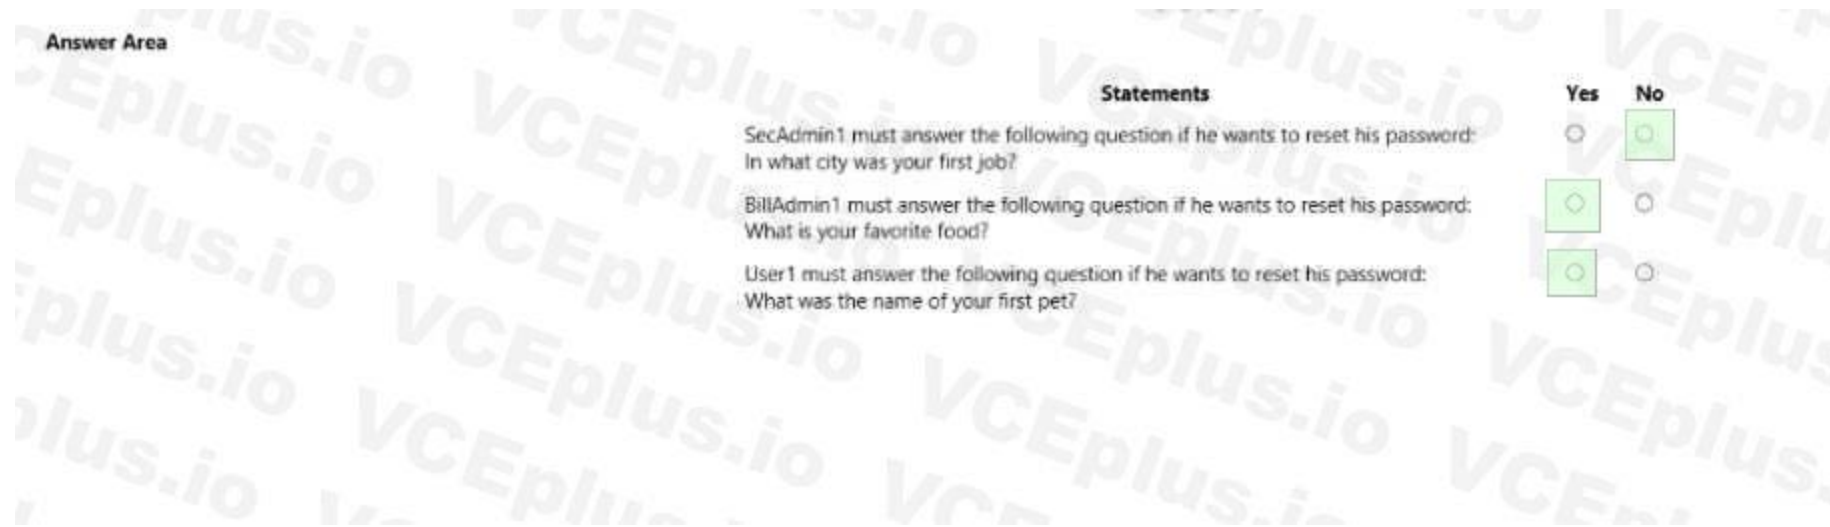 Answer Area
Statements Yes No
SecAdmin1 must answer the following question if he wants to reset his password:
In what city was your first job?
BillAdmin1 must answer the following question if he wants to reset his password:
What is your favorite food?
User1 must answer the following question if he wants to reset his password:
What was the name of your first pet?
VCEplus.io